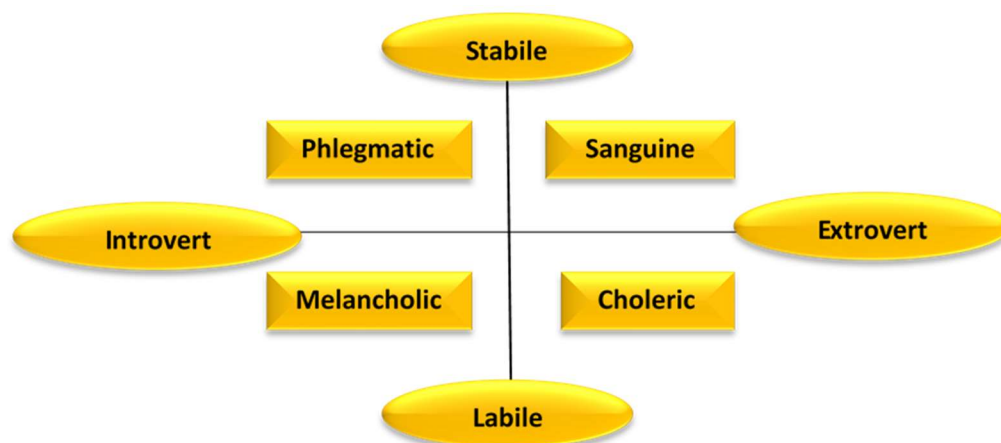 Stabile
Phlegmatic
Sanguine
Introvert
Extrovert
Melancholic
Choleric
Labile